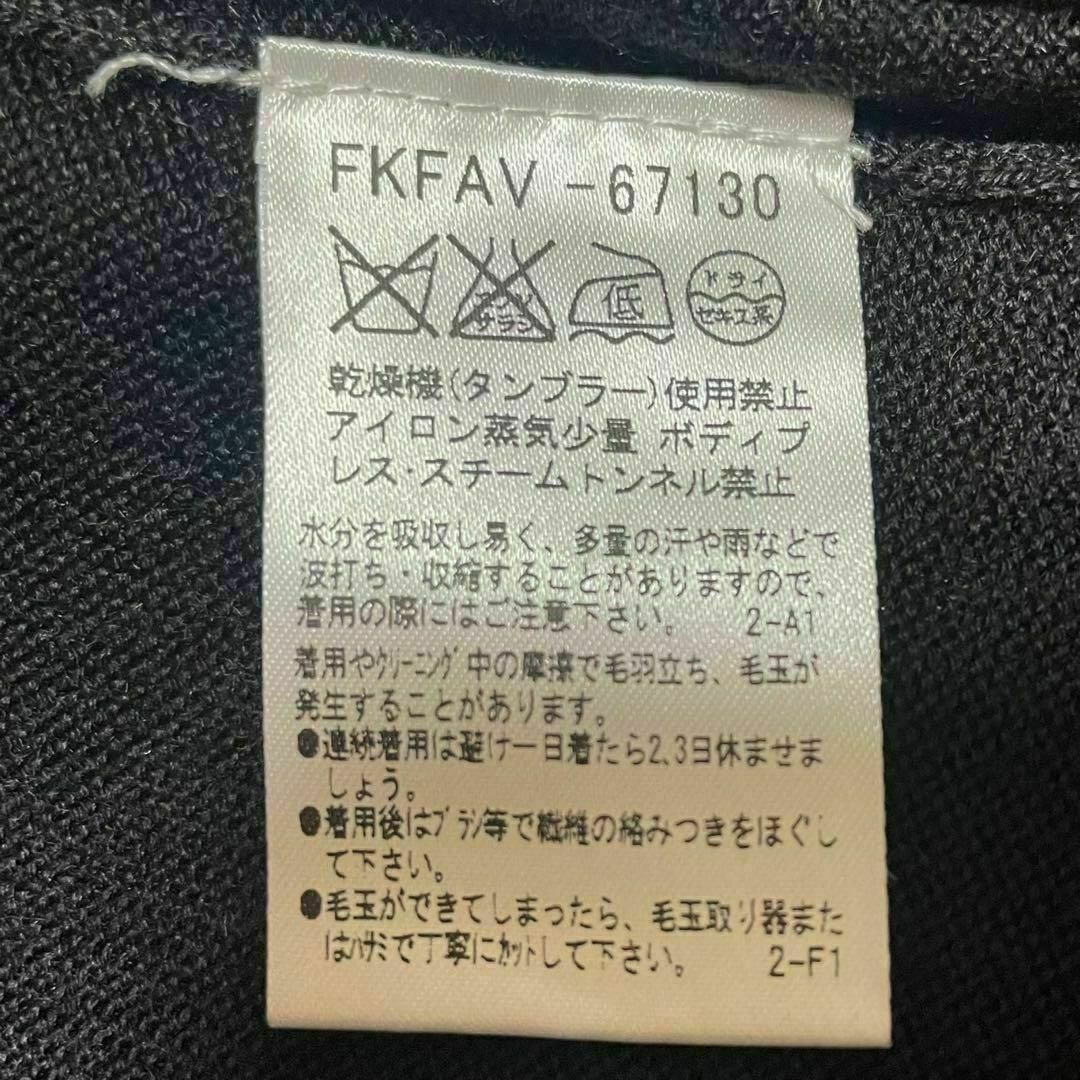 FKFAV -67130
エンソ サラシ
低
ドライ
セキユ系
乾燥機(タンブラー)使用禁止
アイロン蒸気少量 ボディプ
レス・スチームトンネル禁止
水分を吸収し易く、多量の汗や雨などで
波打ち・収縮することがありますので、
着用の際にはご注意下さい。 2-A1
着用やクリーニング中の摩擦で毛羽立ち、毛玉が
発生することがあります。
●連続着用は避け一日着たら2,3日休ませま
しょう。
●着用後はブラシ等で繊維の絡みつきをほぐし
て下さい。
●毛玉ができてしまったら、毛玉取り器また
はハサミで丁寧にカットして下さい。 2-F1